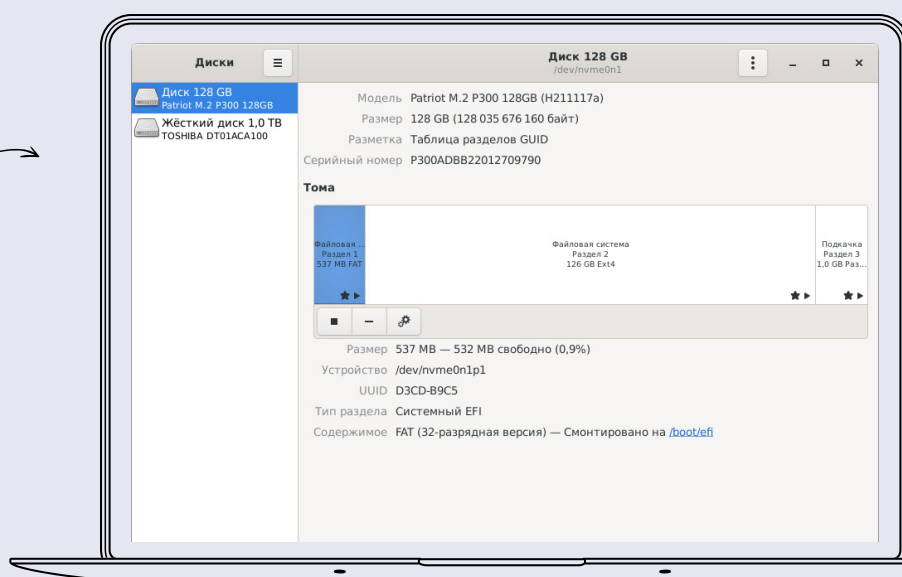 Диски
Диск 128 GB
/dev/nvme0n1
Диск 128 GB
Patriot M.2 P300 128GB
Жёсткий диск 1,0 TB
TOSHIBA DT01ACA100
Модель Patriot M.2 P300 128GB (H211117a)
Размер 128 GB (128 035 676 160 байт)
Разметка Таблица разделов GUID
Серийный номер P300ADBB22012709790
Тома
Файловая ...
Раздел 1
537 MB FAT
Файловая система
Раздел 2
126 GB Ext4
Подкачка
Раздел 3
1,0 GB Раз...
Размер 537 MB — 532 MB свободно (0,9%)
Устройство /dev/nvme0n1p1
UUID D3CD-B9C5
Тип раздела Системный EFI
Содержимое FAT (32-разрядная версия) — Смонтировано на /boot/efi